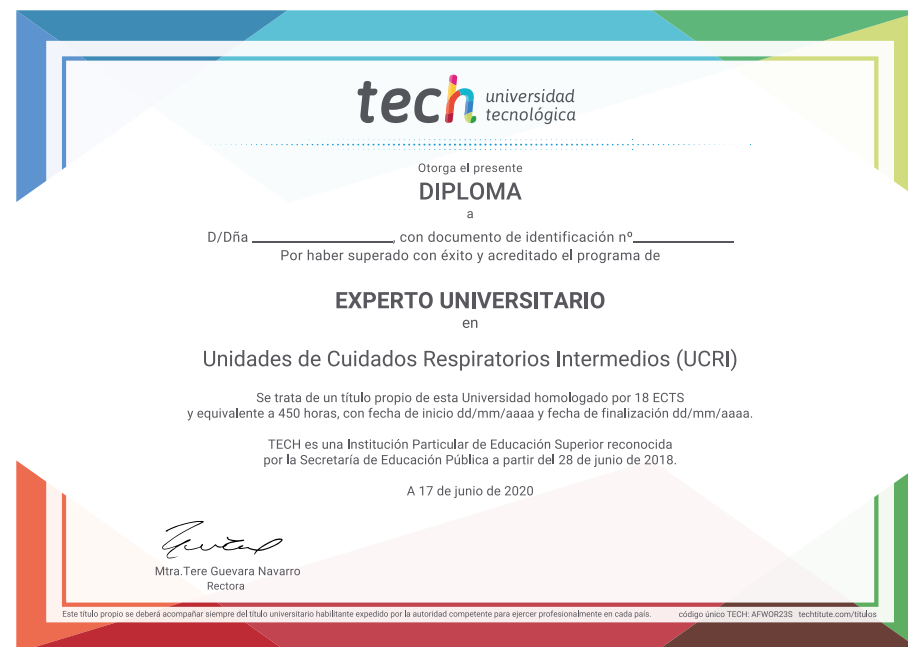 tech universidad
tecnológica
Otorga el presente
DIPLOMA
a
D/Dña ____________________, con documento de identificación nº______________
Por haber superado con éxito y acreditado el programa de
EXPERTO UNIVERSITARIO
en
Unidades de Cuidados Respiratorios Intermedios (UCRI)
Se trata de un título propio de esta Universidad homologado por 18 ECTS
y equivalente a 450 horas, con fecha de inicio dd/mm/aaaa y fecha de finalización dd/mm/aaaa.
TECH es una Institución Particular de Educación Superior reconocida
por la Secretaría de Educación Pública a partir del 28 de junio de 2018.
A 17 de junio de 2020
Mtra.Tere Guevara Navarro
Rectora
Este título propio se deberá acompañar siempre del título universitario habilitante expedido por la autoridad competente para ejercer profesionalmente en cada país. código único TECH: AFWOR23S techtitute.com/titulos